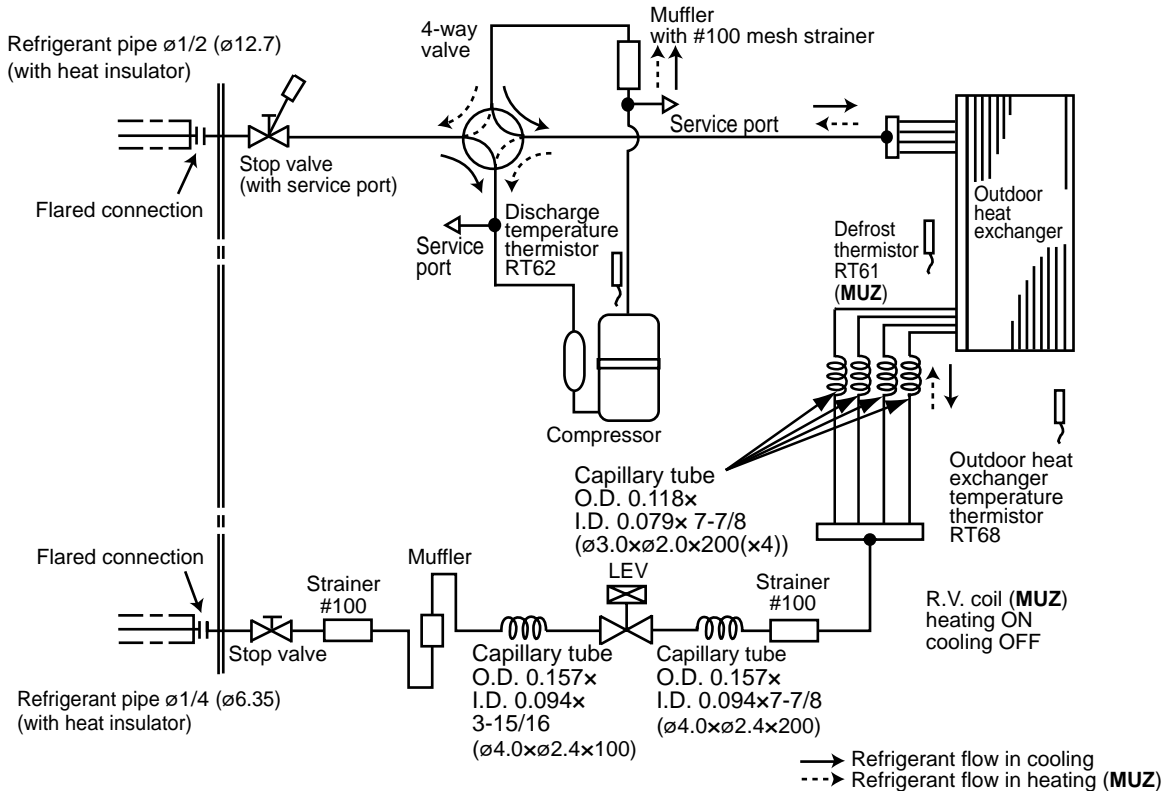 Refrigerant pipe ø1/2 (ø12.7)
(with heat insulator)
4-way
valve
Muffler
with #100 mesh strainer
Service port
Stop valve
(with service port)
Flared connection
Service
port
Discharge
temperature
thermistor
RT62
Outdoor
heat
exchanger
Defrost
thermistor
RT61
(MUZ)
Compressor
Capillary tube
O.D. 0.118×
I.D. 0.079× 7-7/8
(ø3.0×ø2.0×200(×4))
Outdoor heat
exchanger
temperature
thermistor
RT68
Flared connection
Strainer
#100
Muffler
LEV
Strainer
#100
R.V. coil (MUZ)
heating ON
cooling OFF
Stop valve
Capillary tube
O.D. 0.157×
I.D. 0.094×
3-15/16
(ø4.0×ø2.4×100)
Capillary tube
O.D. 0.157×
I.D. 0.094×7-7/8
(ø4.0×ø2.4×200)
Refrigerant pipe ø1/4 (ø6.35)
(with heat insulator)
Refrigerant flow in cooling
Refrigerant flow in heating (MUZ)